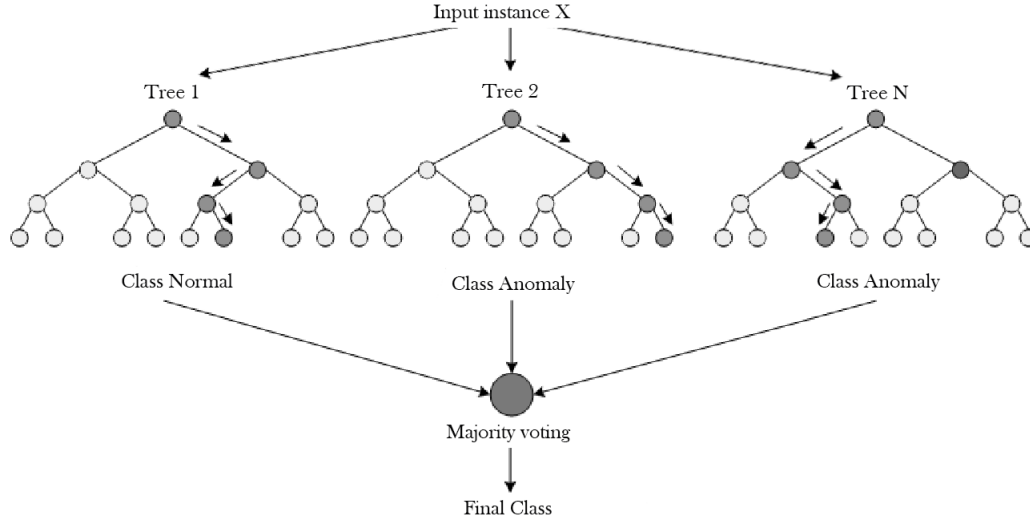 Input instance X
Tree 1
Tree 2
Tree N
Class Normal
Class Anomaly
Class Anomaly
Majority voting
Final Class